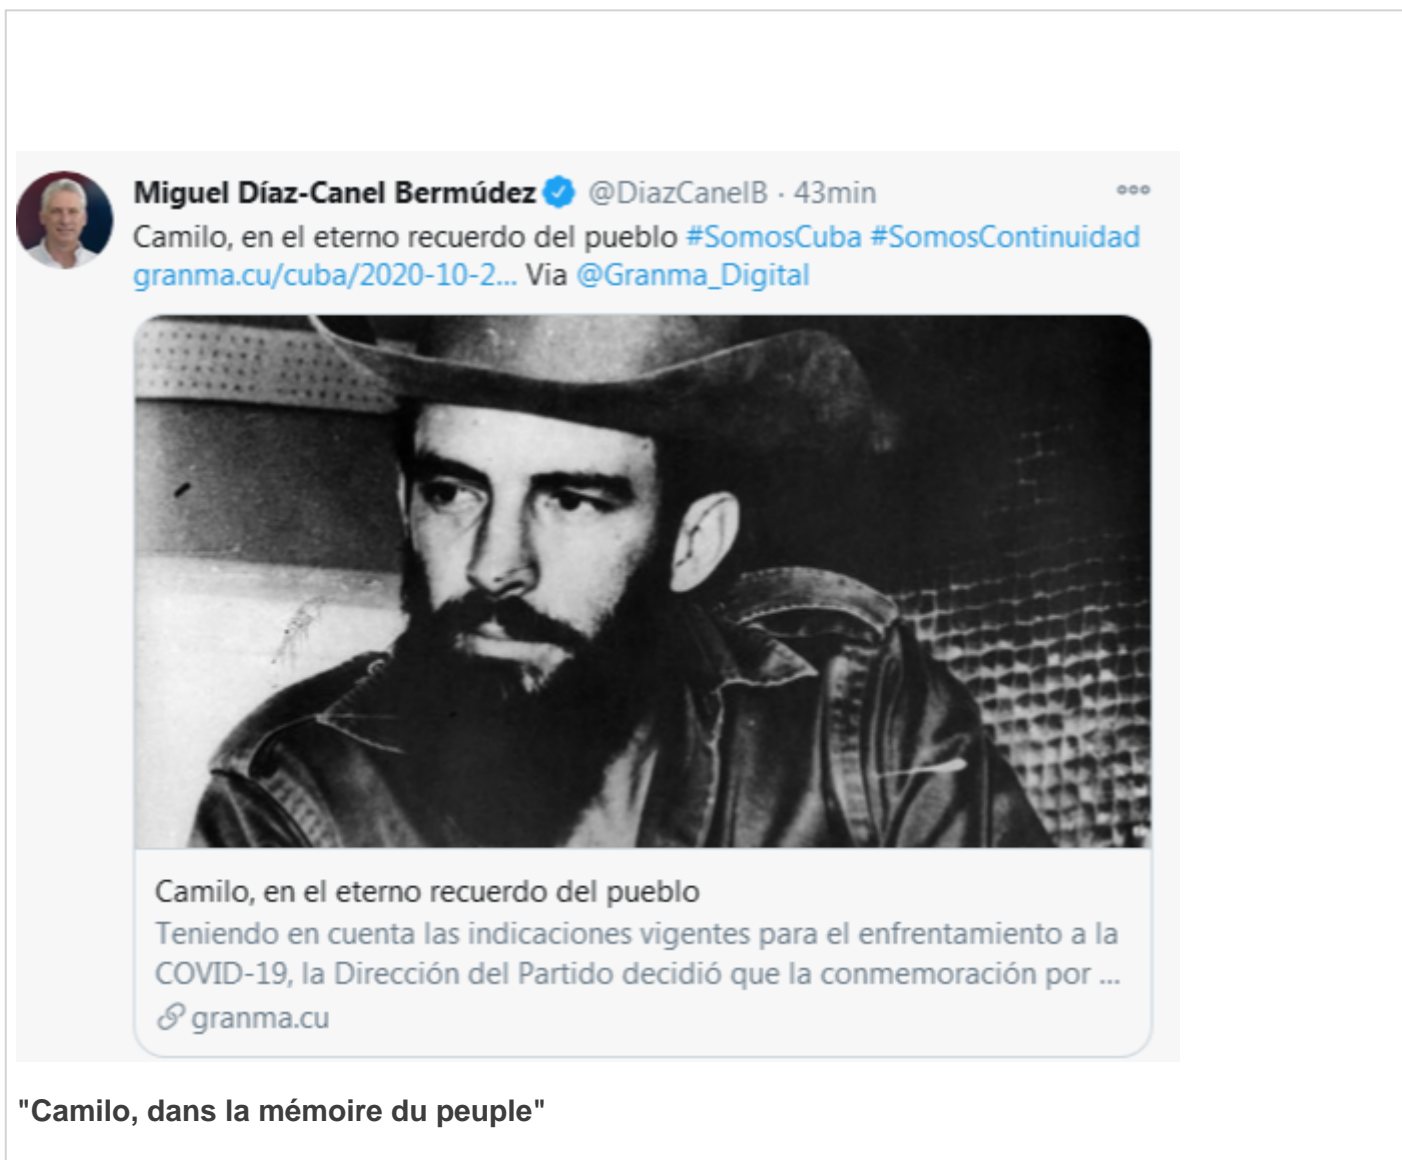 Miguel Díaz-Canel Bermúdez @DiazCanelB · 43min
Camilo, en el eterno recuerdo del pueblo #SomosCuba #SomosContinuidad
granma.cu/cuba/2020-10-2... Via @Granma_Digital
Camilo, en el eterno recuerdo del pueblo
Teniendo en cuenta las indicaciones vigentes para el enfrentamiento a la
COVID-19, la Dirección del Partido decidió que la conmemoración por ...
granma.cu
"Camilo, dans la mémoire du peuple"